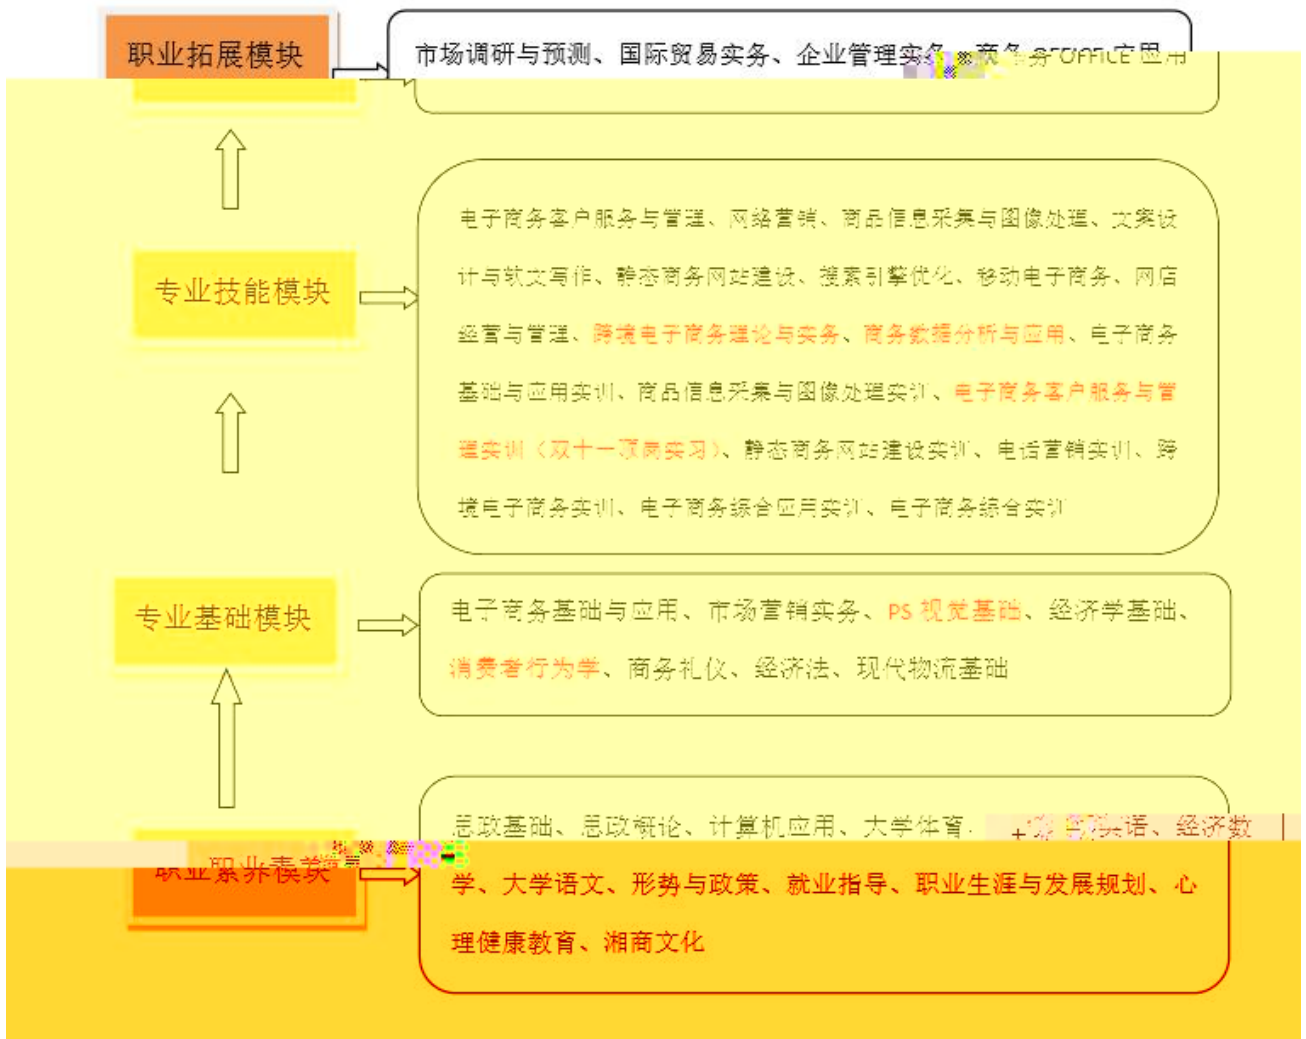 职业拓展模块
市场调研与预测、国际贸易实务、企业管理实务、商务 OFFICE 应用
专业技能模块
电子商务客户服务与管理、网络营销、商品信息采集与图像处理、文案设
计与软文写作、静态商务网站建设、搜索引擎优化、移动电子商务、网店
经营与管理、跨境电子商务理论与实务、商务数据分析与应用、电子商务
基础与应用实训、商品信息采集与图像处理实训、电子商务客户服务与管
理实训（双十一顶岗实习）、静态商务网站建设实训、电话营销实训、跨
境电子商务实训、电子商务综合应用实训、电子商务综合实训
专业基础模块
电子商务基础与应用、市场营销实务、PS 视觉基础、经济学基础、
消费者行为学、商务礼仪、经济法、现代物流基础
职业素养模块
思政基础、思政概论、计算机应用、大学体育、英语、经济数
学、大学语文、形势与政策、就业指导、职业生涯与发展规划、心
理健康教育、湘商文化